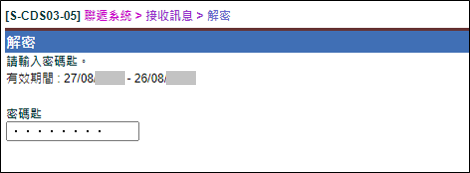 [S-CDS03-05] 聯遞系統 > 接收訊息 > 解密
解密
請輸入密碼匙。
有效期間 : 27/08/ - 26/08/
密碼匙